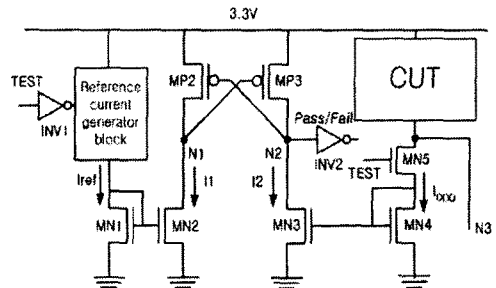 3.3V
TEST
INV1
Reference
current
generator
block
MP2
MP3
CUT
Pass/Fail
INV2
N1
N2
MN5
TEST
Iref
I1
I2
IDDQ
MN1
MN2
MN3
MN4
N3